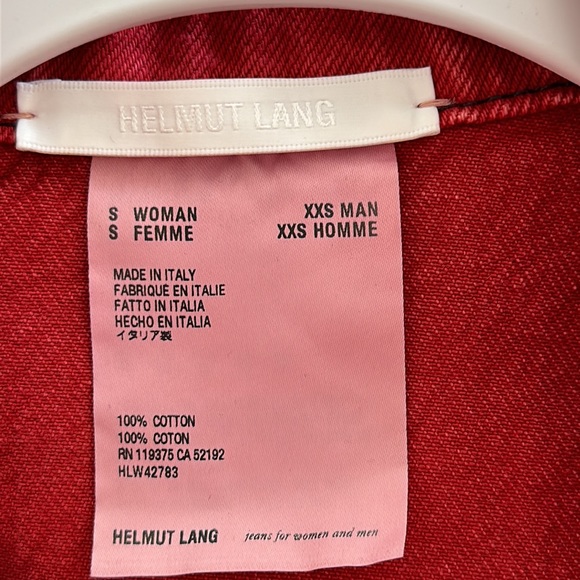 HELMUT LANG
S WOMAN XXS MAN
S FEMME XXS HOMME
MADE IN ITALY
FABRIQUÉ EN ITALIE
FATTO IN ITALIA
HECHO EN ITALIA
イタリア製
100% COTTON
100% COTON
RN 119375 CA 52192
HLW42783
HELMUT LANG jeans for women and men